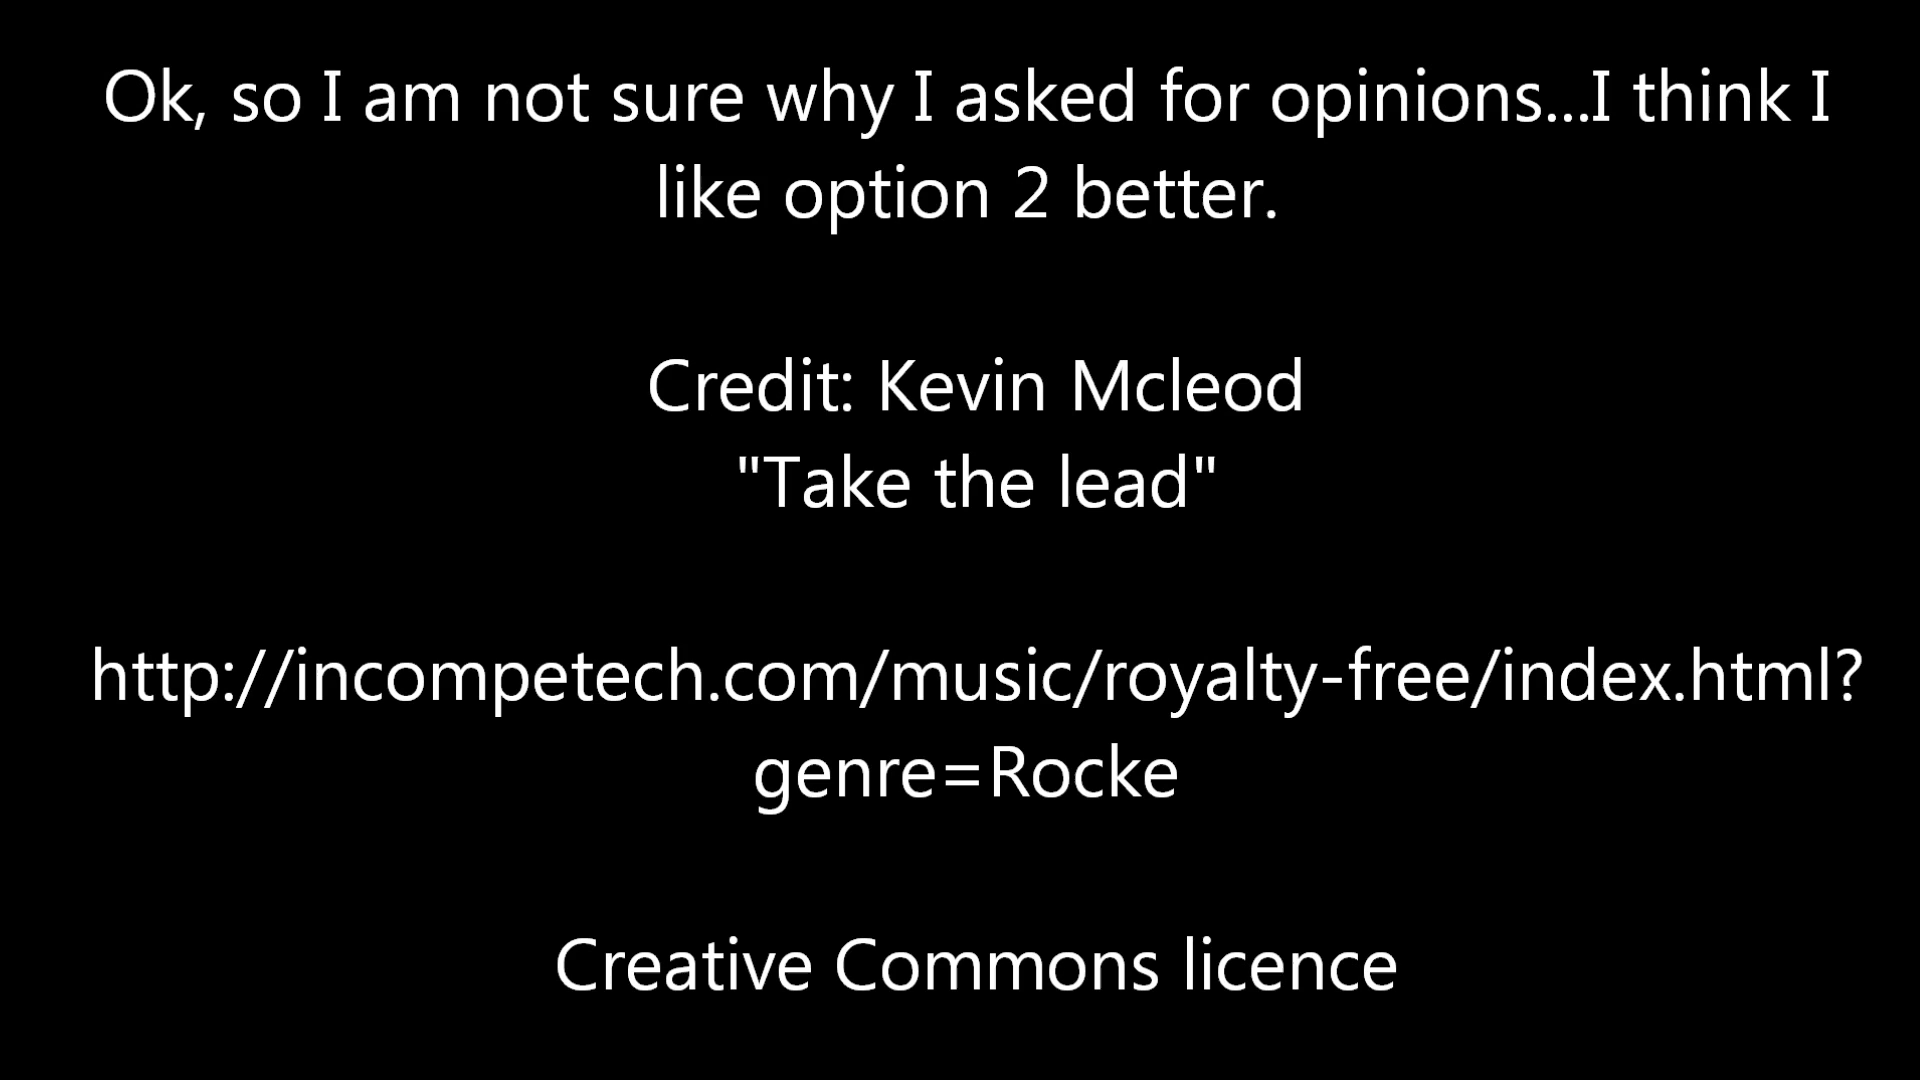 Ok, so I am not sure why I asked for opinions...I think I
like option 2 better.
Credit: Kevin Mcleod
"Take the lead"
http://incompetech.com/music/royalty-free/index.html?
genre=Rocke
Creative Commons licence